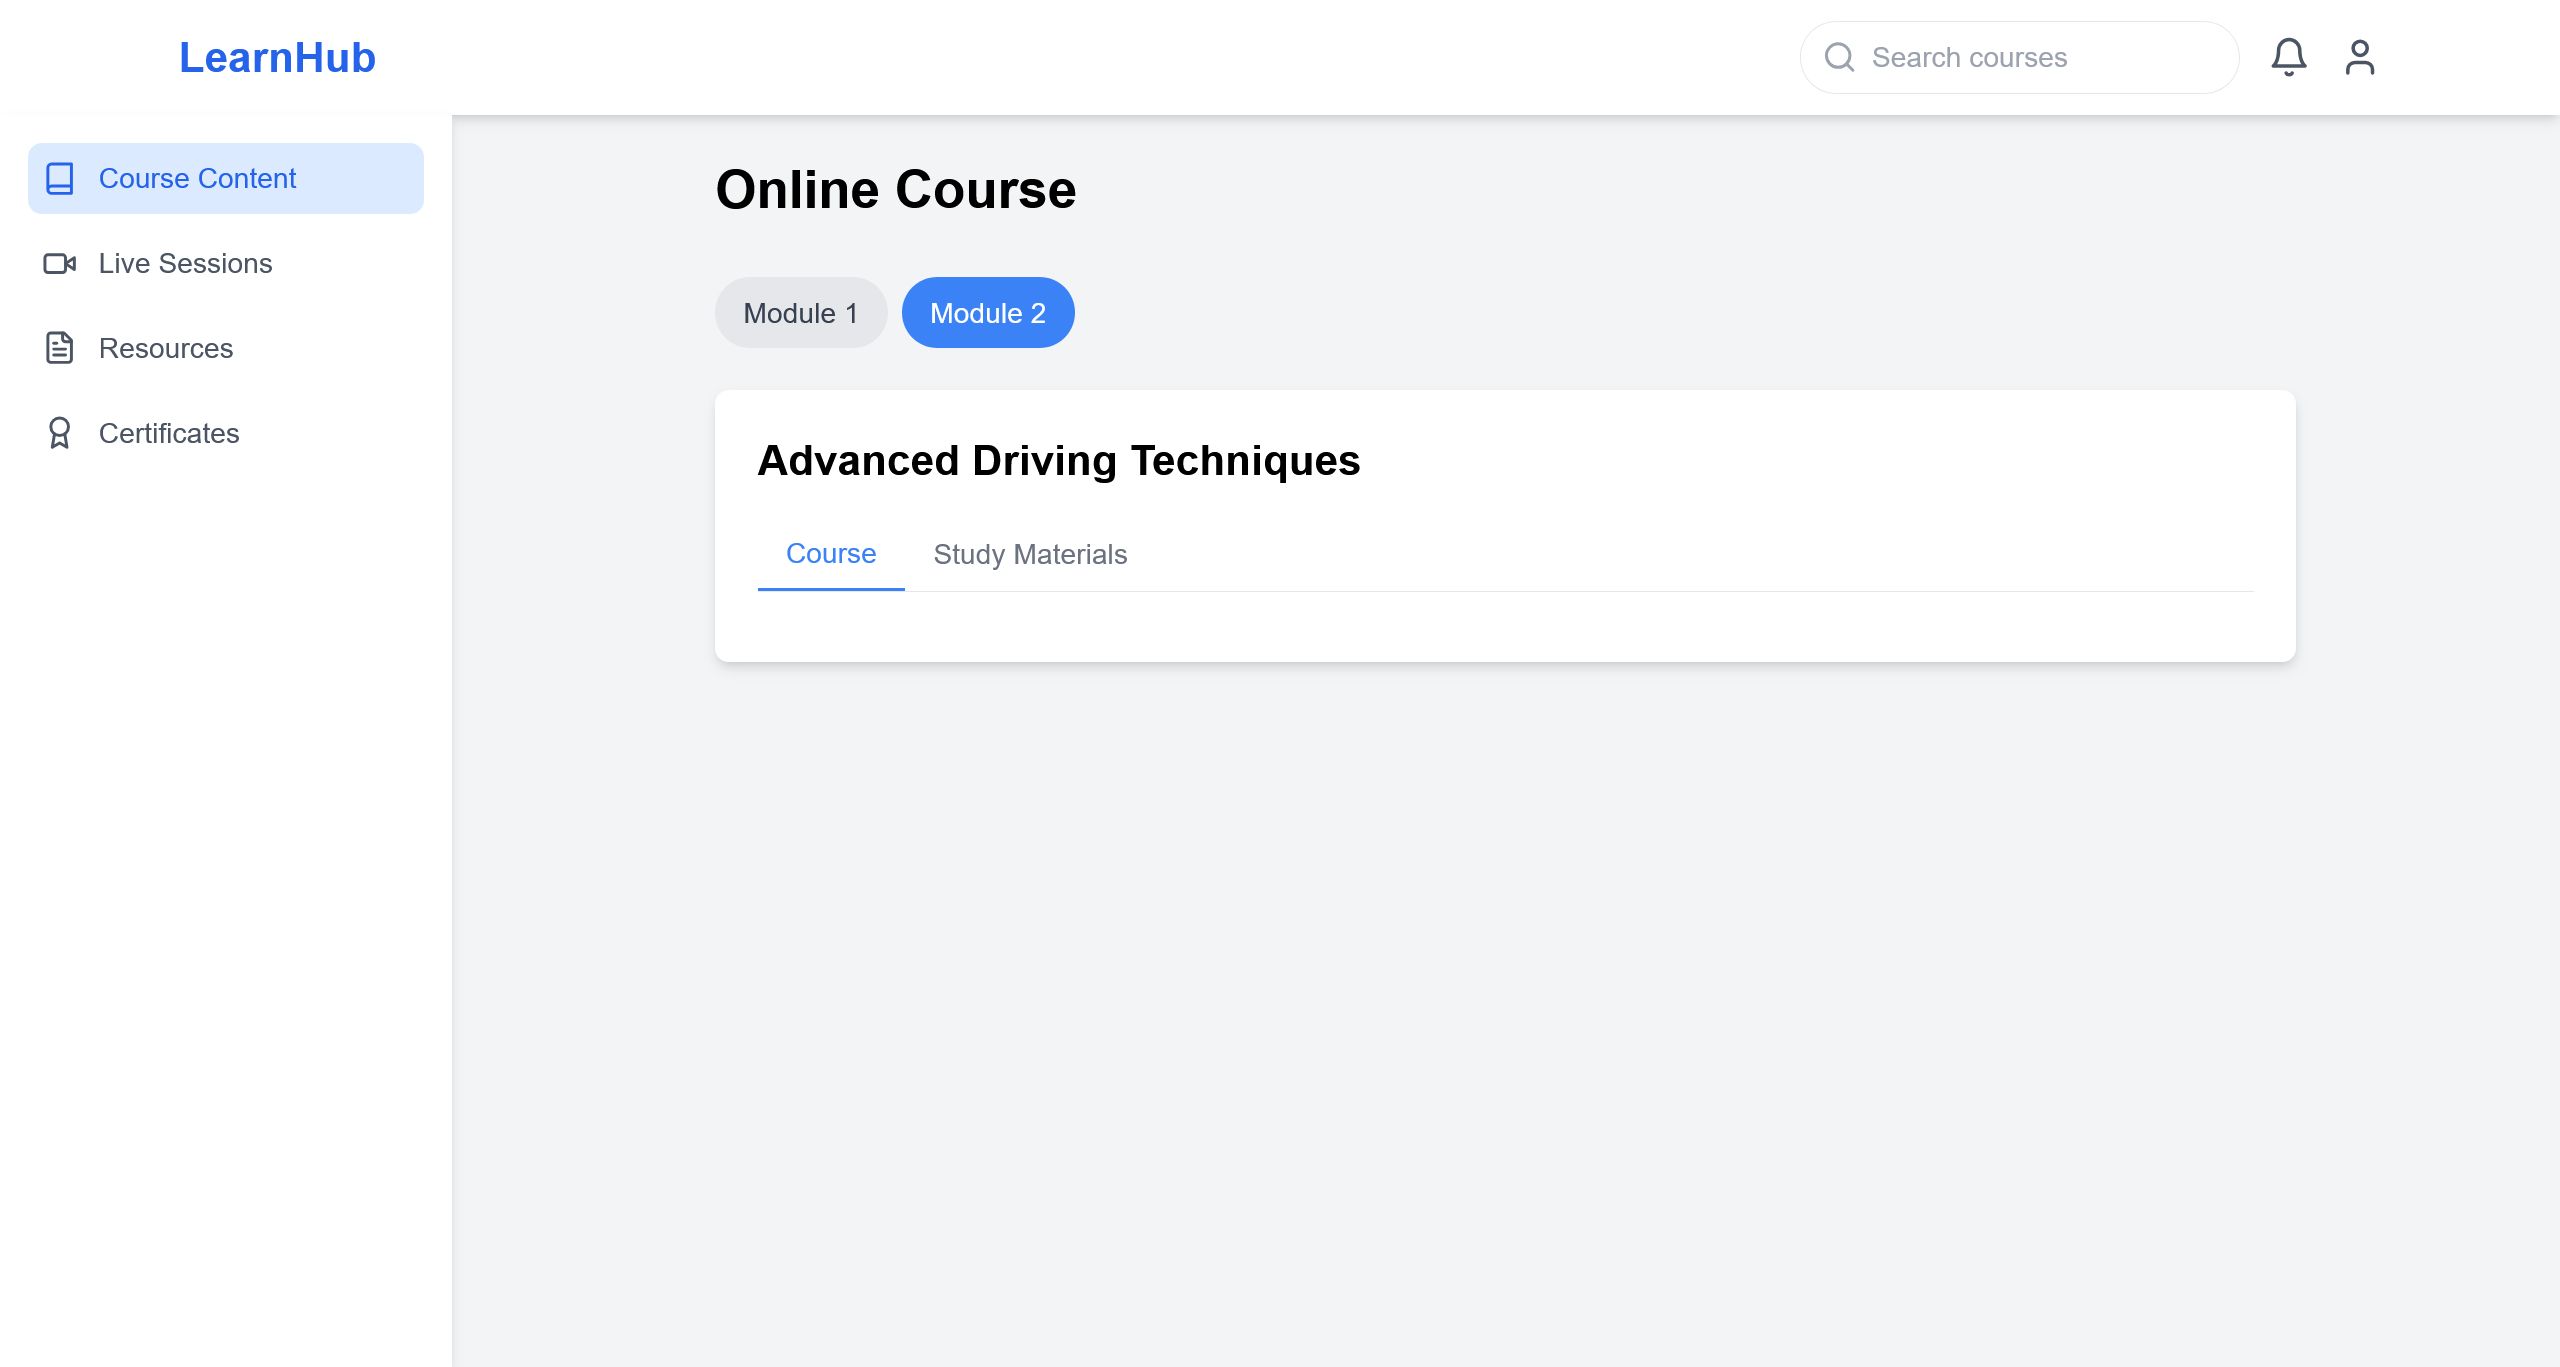 LearnHub
Search courses
Course Content
Live Sessions
Resources
Certificates
Online Course
Module 1
Module 2
Advanced Driving Techniques
Course
Study Materials